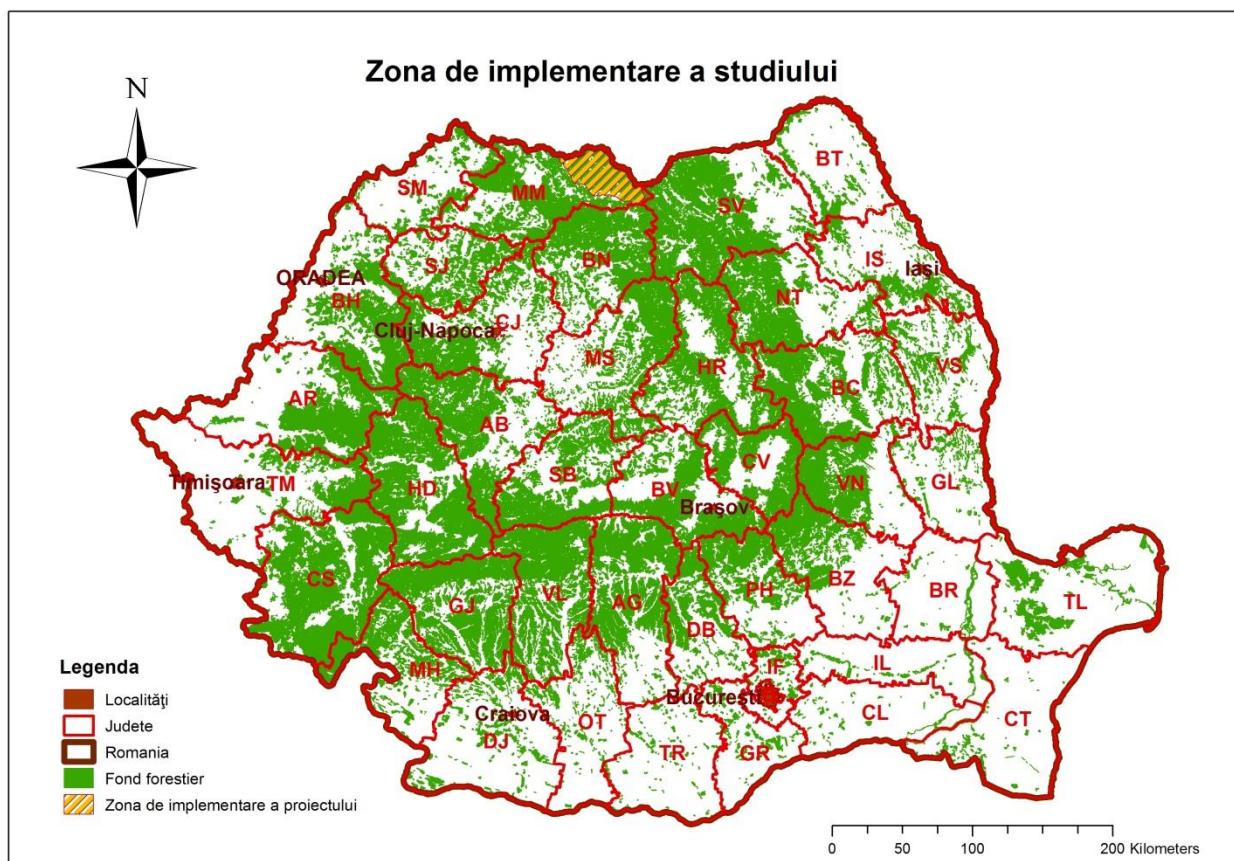 Zona de implementare a studiului
N
BT
SM
MM
SV
IS
Iași
SJ
BN
ORADEA
BH
NT
Cluj-Napoca
CJ
MS
HR
VS
BC
AR
AB
CV
Timișoara
TM
HD
SB
BV
Brașov
VN
GL
CS
GJ
VL
AG
PH
BZ
BR
TL
DB
MH
IF
IL
București
Craiova
OT
CL
CT
DJ
TR
GR
Legenda
Localităţi
Judete
Romania
Fond forestier
Zona de implementare a proiectului
0 50 100 200 Kilometers